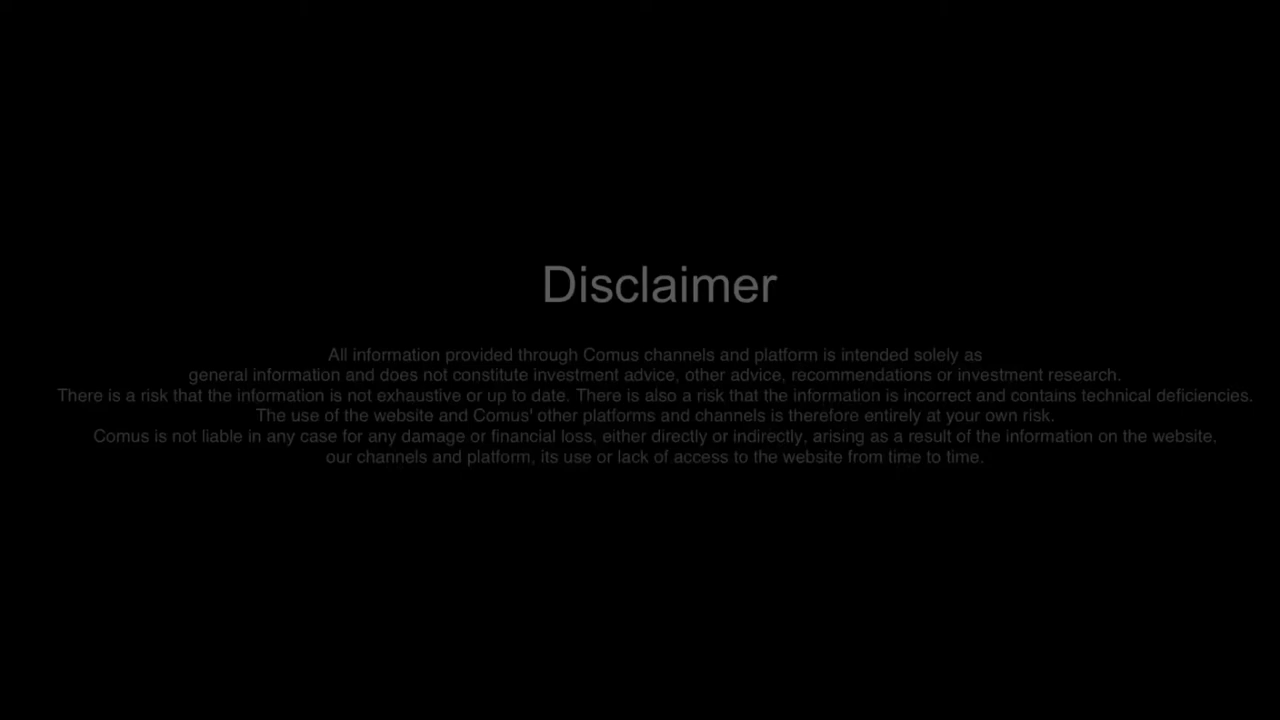 Disclaimer
All information provided through Comus channels and platform is intended solely as
general information and does not constitute investment advice, other advice, recommendations or investment research.
There is a risk that the information is not exhaustive or up to date. There is also a risk that the information is incorrect and contains technical deficiencies.
The use of the website and Comus' other platforms and channels is therefore entirely at your own risk.
Comus is not liable in any case for any damage or financial loss, either directly or indirectly, arising as a result of the information on the website,
our channels and platform, its use or lack of access to the website from time to time.